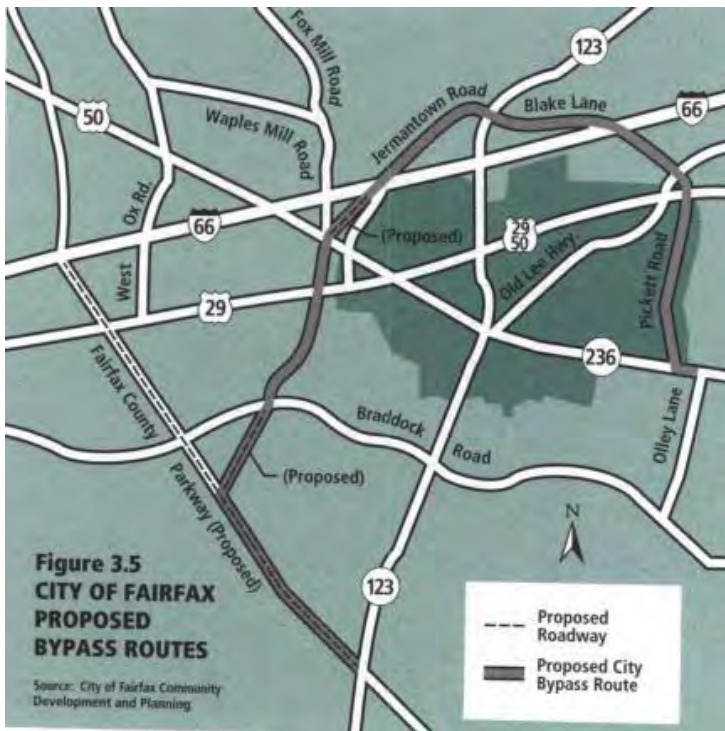 123
Fox Mill Road
Jermantown Road
Blake Lane
66
50
Waples Mill Road
West Ox Rd.
66
(Proposed)
29
50
Old Lee Hwy.
Pickett Road
29
236
Fairfax County Parkway (Proposed)
Braddock Road
Olley Lane
(Proposed)
N
123
Figure 3.5
CITY OF FAIRFAX
PROPOSED
BYPASS ROUTES
Source: City of Fairfax Community
Development and Planning
Proposed
Roadway
Proposed City
Bypass Route